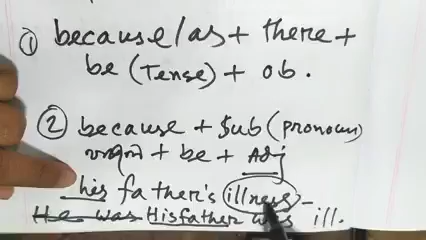 ① because/as + there +
be (Tense) + ob.
② because + Sub (pronoun)
+ be + Adj
his father's illness -
He was His father was ill.